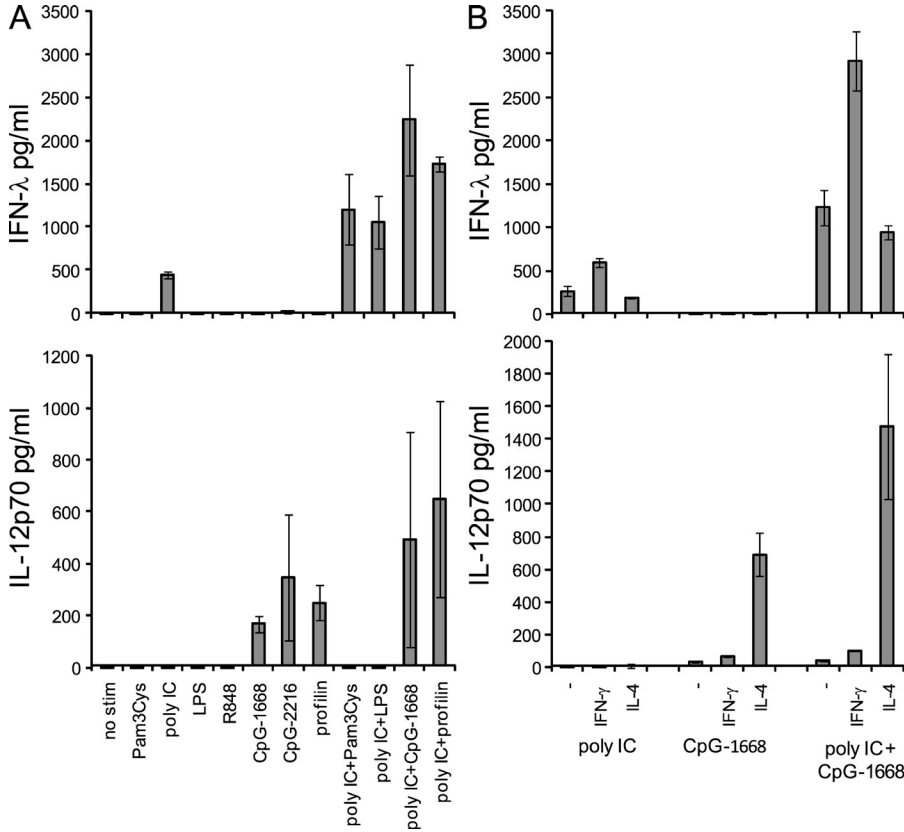 A
3500
3000
2500
2000
1500
1000
500
0
IFN-λ pg/ml
1200
1000
800
600
400
200
0
IL-12p70 pg/ml
no stim
Pam3Cys
poly IC
LPS
R848
CpG-1668
CpG-2216
profilin
poly IC+Pam3Cys
poly IC+LPS
poly IC+CpG-1668
poly IC+profilin
B
3500
3000
2500
2000
1500
1000
500
0
IFN-λ pg/ml
2000
1800
1600
1400
1200
1000
800
600
400
200
0
IL-12p70 pg/ml
-
IFN-γ
IL-4
-
IFN-γ
IL-4
-
IFN-γ
IL-4
poly IC
CpG-1668
poly IC+
CpG-1668